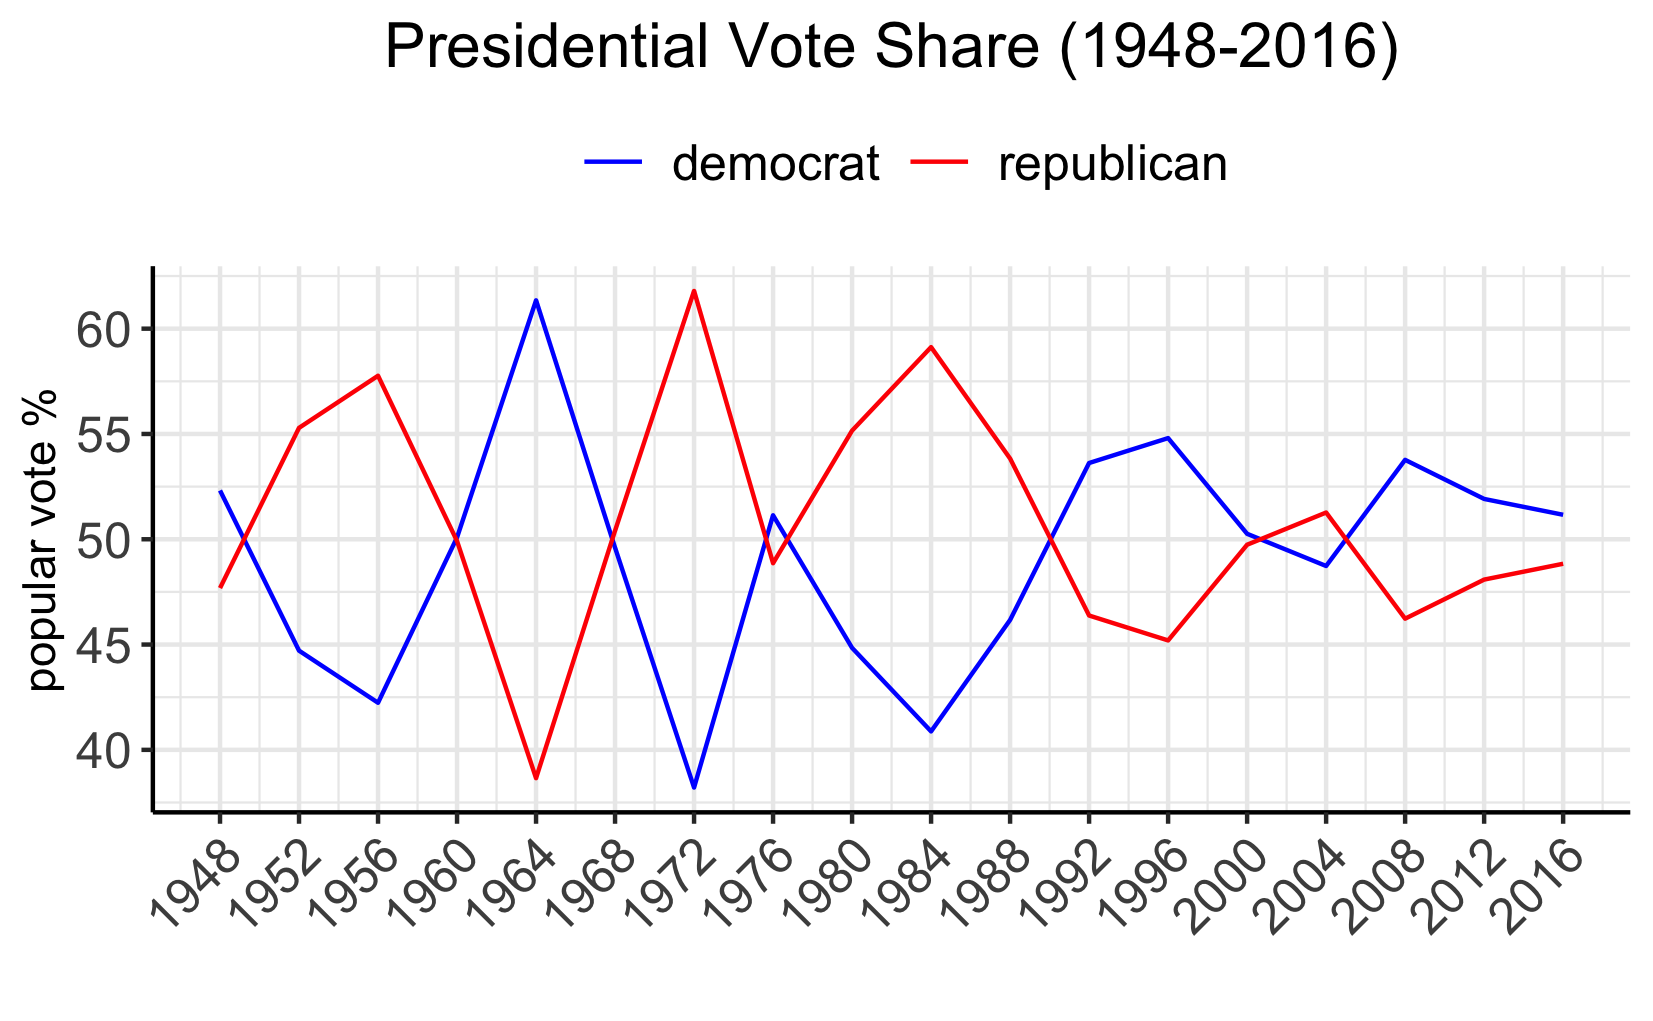 Presidential Vote Share (1948-2016)
democrat republican
popular vote %
60
55
50
45
40
1948 1952 1956 1960 1964 1968 1972 1976 1980 1984 1988 1992 1996 2000 2004 2008 2012 2016